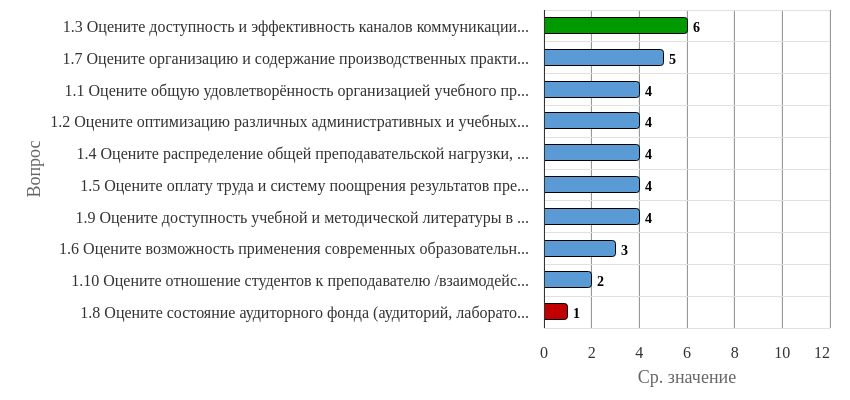 1.3 Оцените доступность и эффективность каналов коммуникации... 6
1.7 Оцените организацию и содержание производственных практи... 5
1.1 Оцените общую удовлетворённость организацией учебного пр... 4
1.2 Оцените оптимизацию различных административных и учебных... 4
1.4 Оцените распределение общей преподавательской нагрузки, ... 4
1.5 Оцените оплату труда и систему поощрения результатов пре... 4
1.9 Оцените доступность учебной и методической литературы в ... 4
1.6 Оцените возможность применения современных образовательн... 3
1.10 Оцените отношение студентов к преподавателю /взаимодейс... 2
1.8 Оцените состояние аудиторного фонда (аудиторий, лаборато... 1
Вопрос
0 2 4 6 8 10 12
Ср. значение